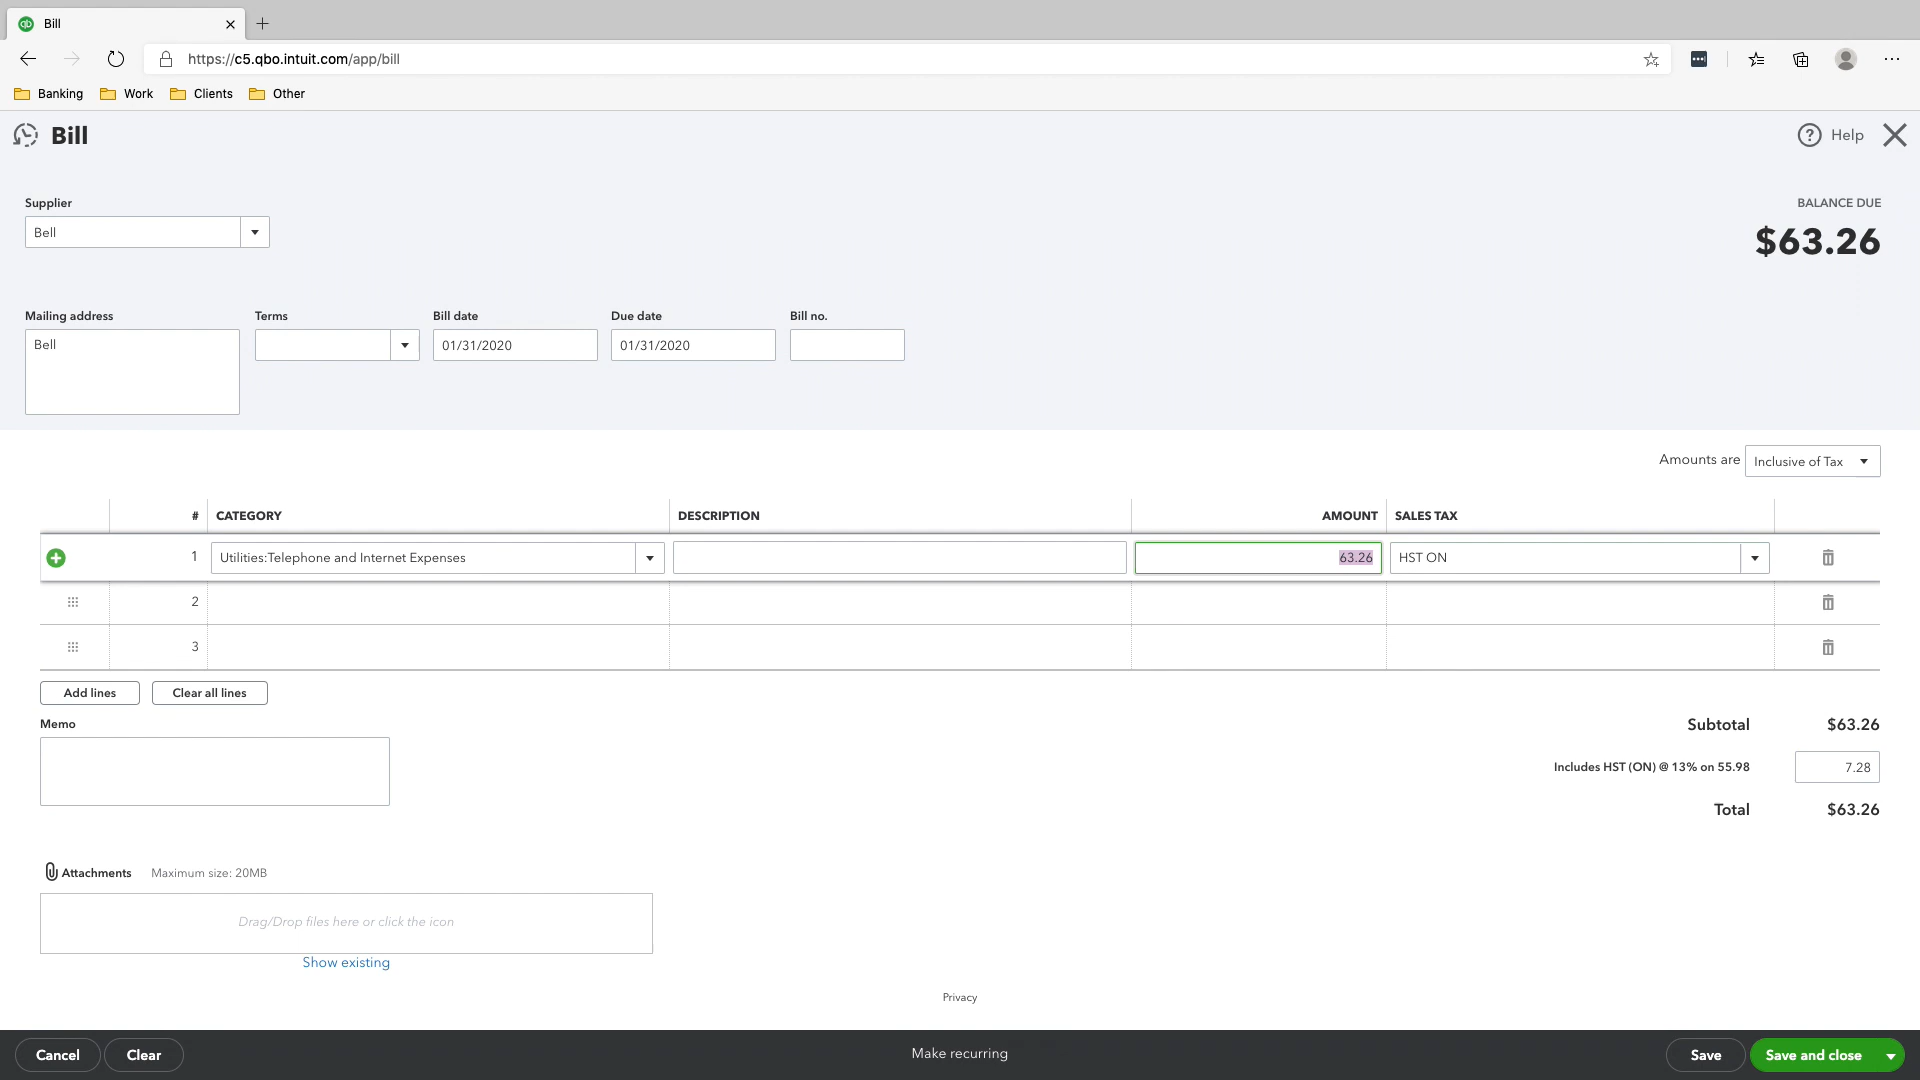 Bill
https://c5.qbo.intuit.com/app/bill
Banking Work Clients Other
Bill
Help
Supplier
BALANCE DUE
Bell
$63.26
Mailing address Terms Bill date Due date Bill no.
Bell
01/31/2020 01/31/2020
Amounts are Inclusive of Tax
# CATEGORY DESCRIPTION AMOUNT SALES TAX
1 Utilities:Telephone and Internet Expenses 63.26 HST ON
2
3
Add lines Clear all lines
Memo
Subtotal $63.26
Includes HST (ON) @ 13% on 55.98 7.28
Total $63.26
Attachments Maximum size: 20MB
Drag/Drop files here or click the icon
Show existing
Privacy
Cancel Clear Make recurring Save Save and close